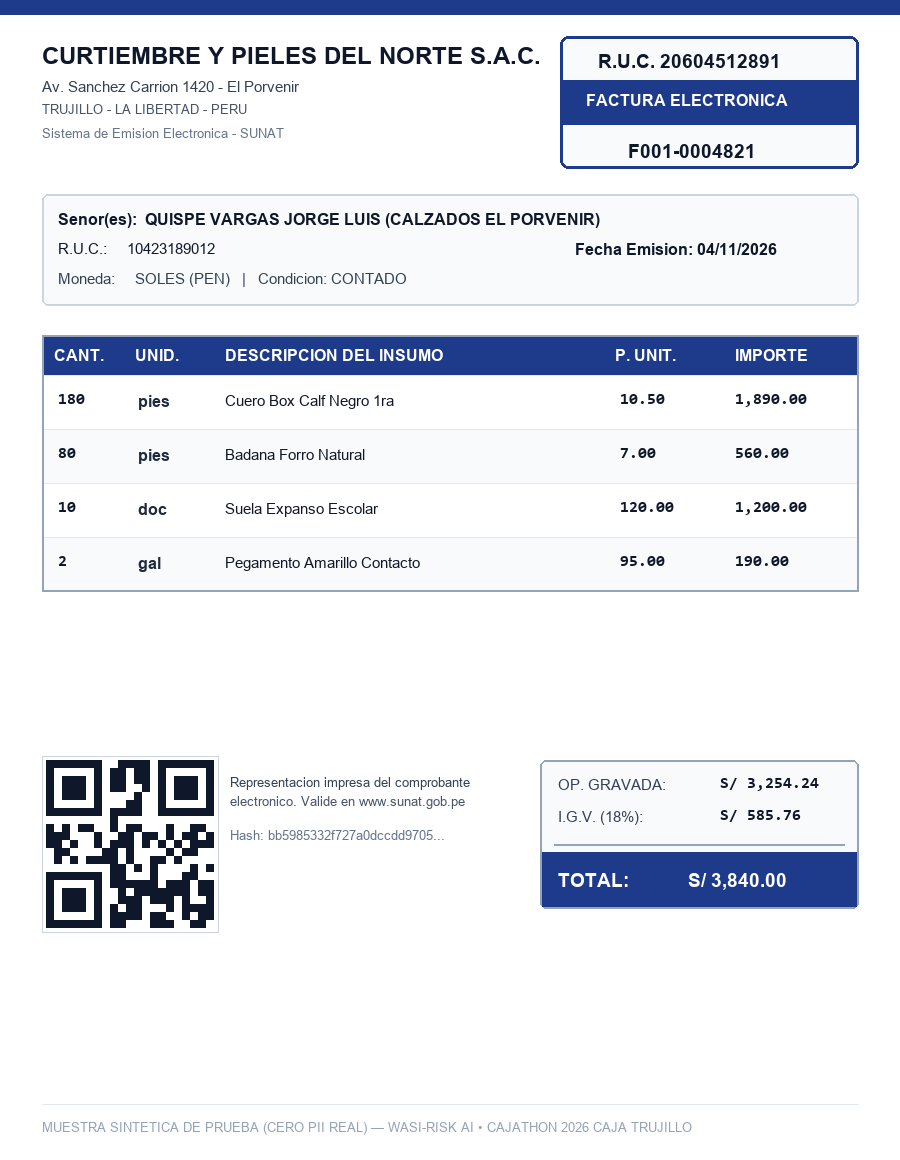 CURTIEMBRE Y PIELES DEL NORTE S.A.C.
Av. Sanchez Carrion 1420 - El Porvenir
TRUJILLO - LA LIBERTAD - PERU
Sistema de Emision Electronica - SUNAT
R.U.C. 20604512891
FACTURA ELECTRONICA
F001-0004821
Senor(es): QUISPE VARGAS JORGE LUIS (CALZADOS EL PORVENIR)
R.U.C.: 10423189012 Fecha Emision: 04/11/2026
Moneda: SOLES (PEN) | Condicion: CONTADO
CANT. UNID. DESCRIPCION DEL INSUMO P. UNIT. IMPORTE
180 pies Cuero Box Calf Negro 1ra 10.50 1,890.00
80 pies Badana Forro Natural 7.00 560.00
10 doc Suela Expanso Escolar 120.00 1,200.00
2 gal Pegamento Amarillo Contacto 95.00 190.00
Representacion impresa del comprobante
electronico. Valide en www.sunat.gob.pe
Hash: bb5985332f727a0dccdd9705...
OP. GRAVADA: S/ 3,254.24
I.G.V. (18%): S/ 585.76
TOTAL: S/ 3,840.00
MUESTRA SINTETICA DE PRUEBA (CERO PII REAL) — WASI-RISK AI • CAJATHON 2026 CAJA TRUJILLO